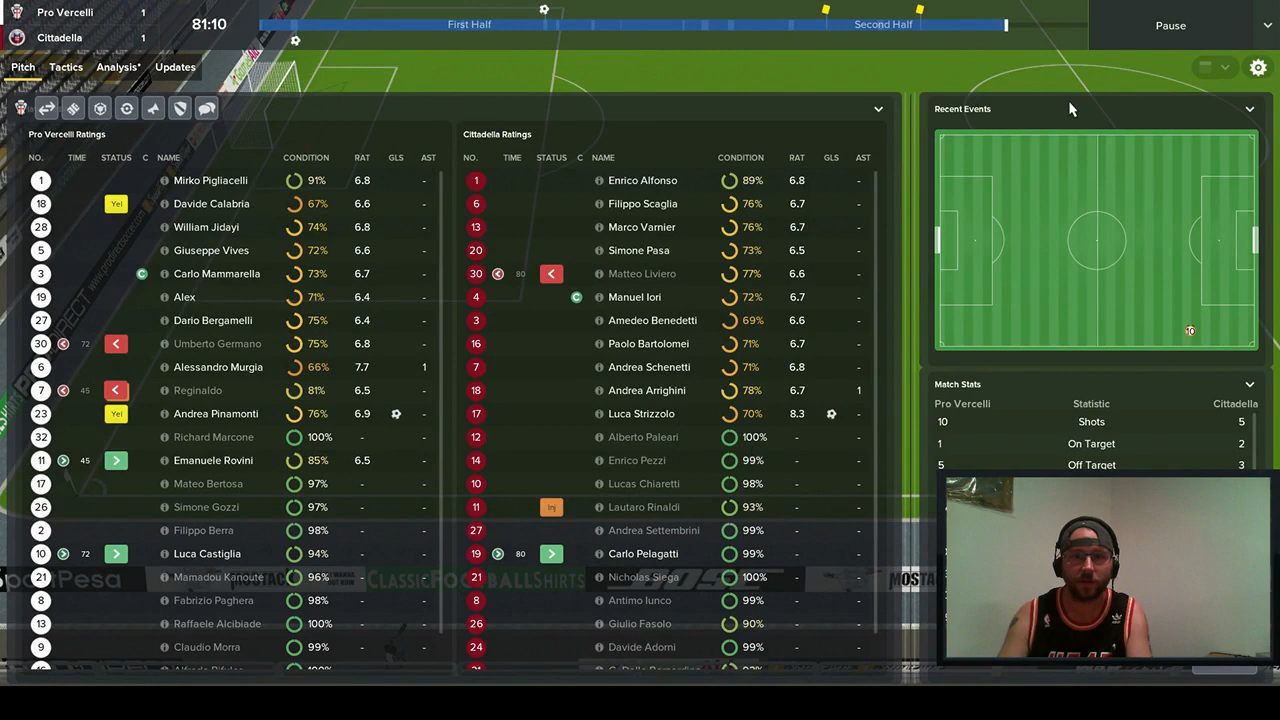 Pro Vercelli 1
Cittadella 1
81:10
First Half
Second Half
Pause
Pitch Tactics Analysis* Updates
Pro Vercelli Ratings
NO. TIME STATUS C NAME CONDITION RAT GLS AST
1 Mirko Pigliacelli 91% 6.8 -
18 Yel Davide Calabria 67% 6.6 -
28 William Jidayi 74% 6.8 -
5 Giuseppe Vives 72% 6.6 -
3 C Carlo Mammarella 73% 6.7 -
19 Alex 71% 6.4 -
27 Dario Bergamelli 75% 6.4 -
30 72 Umberto Germano 75% 6.8 -
6 Alessandro Murgia 66% 7.7 1
7 45 Reginaldo 81% 6.5 -
23 Yel Andrea Pinamonti 76% 6.9 -
32 Richard Marcone 100% - -
11 45 Emanuele Rovini 85% 6.5 -
17 Mateo Bertosa 97% - -
26 Simone Gozzi 97% - -
2 Filippo Berra 98% - -
10 72 Luca Castiglia 94% - -
21 Mamadou Kanoute 96% - -
8 Fabrizio Paghera 98% - -
13 Raffaele Alcibiade 100% - -
9 Claudio Morra 99% - -
Cittadella Ratings
NO. TIME STATUS C NAME CONDITION RAT GLS AST
1 Enrico Alfonso 89% 6.8 -
6 Filippo Scaglia 76% 6.7 -
13 Marco Varnier 76% 6.7 -
20 Simone Pasa 73% 6.5 -
30 80 Matteo Liviero 77% 6.6 -
4 C Manuel Iori 72% 6.7 -
3 Amedeo Benedetti 69% 6.6 -
16 Paolo Bartolomei 71% 6.7 -
7 Andrea Schenetti 71% 6.8 -
18 Andrea Arrighini 78% 6.7 1
17 Luca Strizzolo 70% 8.3 -
12 Alberto Paleari 100% - -
14 Enrico Pezzi 99% - -
10 Lucas Chiaretti 98% - -
11 Inj Lautaro Rinaldi 93% - -
27 Andrea Settembrini 99% - -
19 80 Carlo Pelagatti 99% - -
21 Nicholas Siega 100% - -
8 Antimo Iunco 99% - -
26 Giulio Fasolo 90% - -
24 Davide Adorni 99% - -
Recent Events
10
Match Stats
Pro Vercelli Statistic Cittadella
10 Shots 5
1 On Target 2
5 Off Target 3
CLASSICFOOTBALLSHIRTS